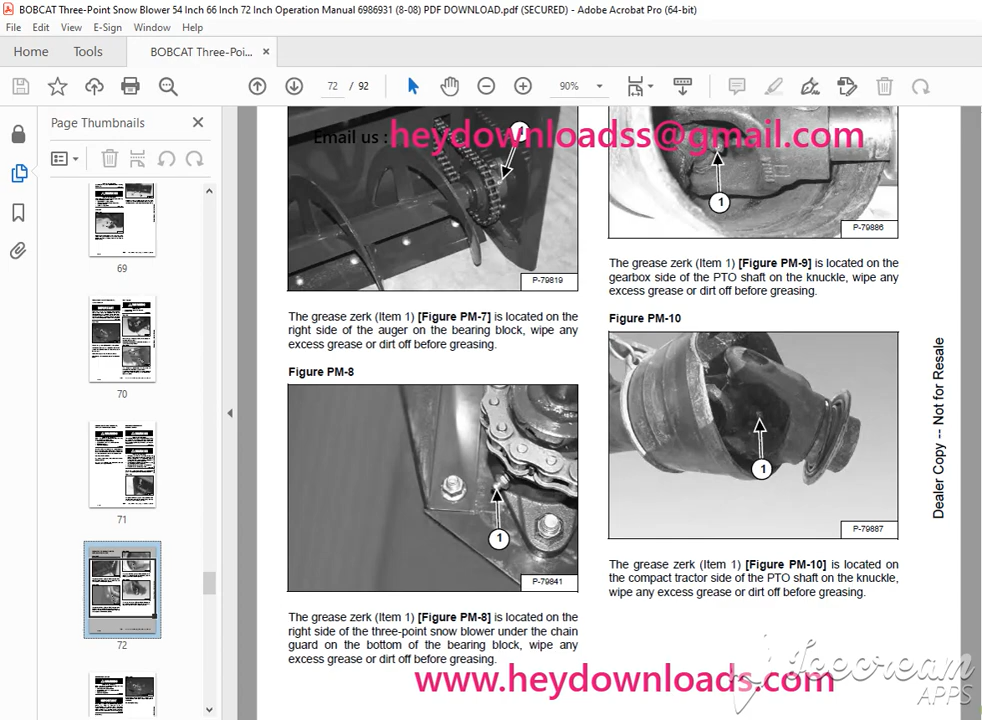 BOBCAT Three-Point Snow Blower 54 Inch 66 Inch 72 Inch Operation Manual 6986931 (8-08) PDF DOWNLOAD.pdf (SECURED) - Adobe Acrobat Pro (64-bit)
File Edit View E-Sign Window Help
Home Tools BOBCAT Three-Poi... ×
72 / 92 90%
Page Thumbnails
69
70
71
72
Email us : heydownloadss@gmail.com
1
P-79819
The grease zerk (Item 1) [Figure PM-7] is located on the
right side of the auger on the bearing block, wipe any
excess grease or dirt off before greasing.
Figure PM-8
1
P-79841
The grease zerk (Item 1) [Figure PM-8] is located on the
right side of the three-point snow blower under the chain
guard on the bottom of the bearing block, wipe any
excess grease or dirt off before greasing.
1
P-79886
The grease zerk (Item 1) [Figure PM-9] is located on the
gearbox side of the PTO shaft on the knuckle, wipe any
excess grease or dirt off before greasing.
Figure PM-10
1
P-79887
The grease zerk (Item 1) [Figure PM-10] is located on
the compact tractor side of the PTO shaft on the knuckle,
wipe any excess grease or dirt off before greasing.
Dealer Copy -- Not for Resale
www.heydownloads.com
Icecream
APPS